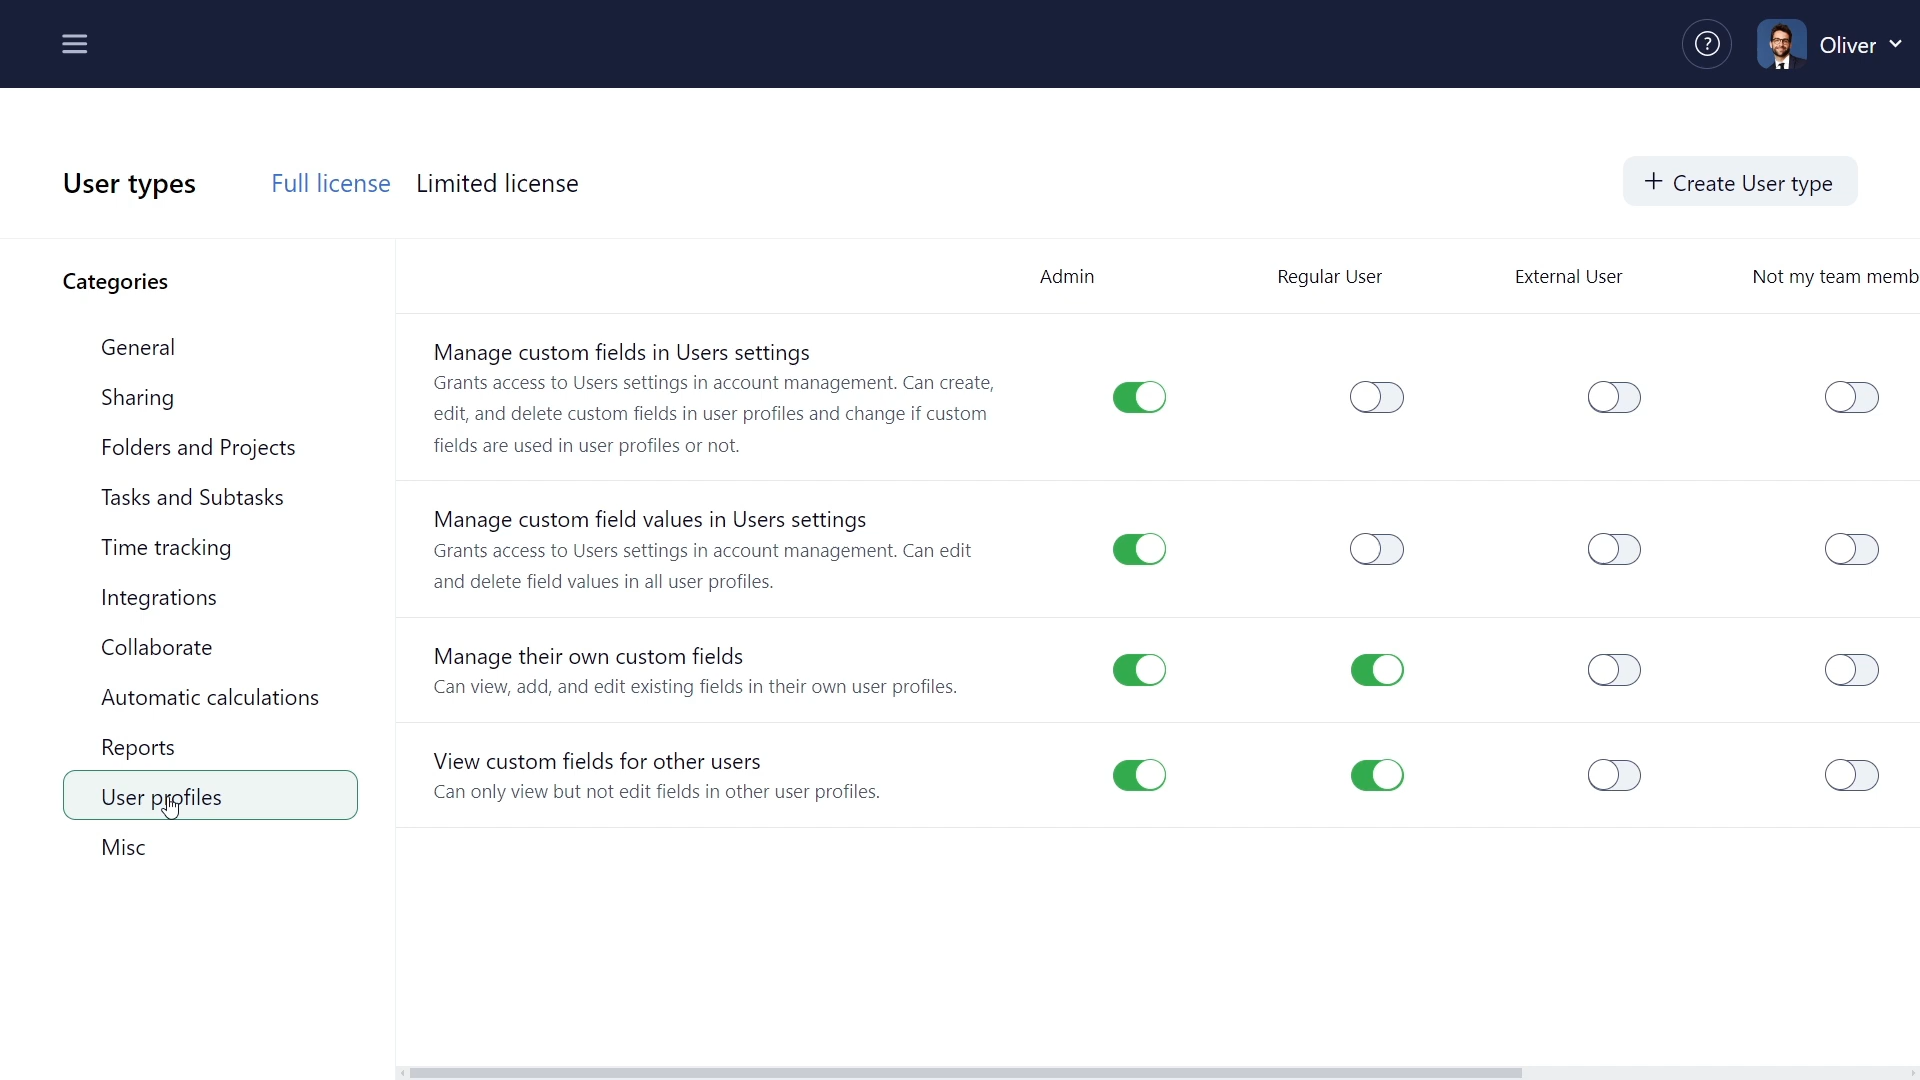 Oliver
User types
Full license
Limited license
+ Create User type
Categories
General
Sharing
Folders and Projects
Tasks and Subtasks
Time tracking
Integrations
Collaborate
Automatic calculations
Reports
User profiles
Misc
Admin
Regular User
External User
Not my team memb
Manage custom fields in Users settings
Grants access to Users settings in account management. Can create,
edit, and delete custom fields in user profiles and change if custom
fields are used in user profiles or not.
Manage custom field values in Users settings
Grants access to Users settings in account management. Can edit
and delete field values in all user profiles.
Manage their own custom fields
Can view, add, and edit existing fields in their own user profiles.
View custom fields for other users
Can only view but not edit fields in other user profiles.